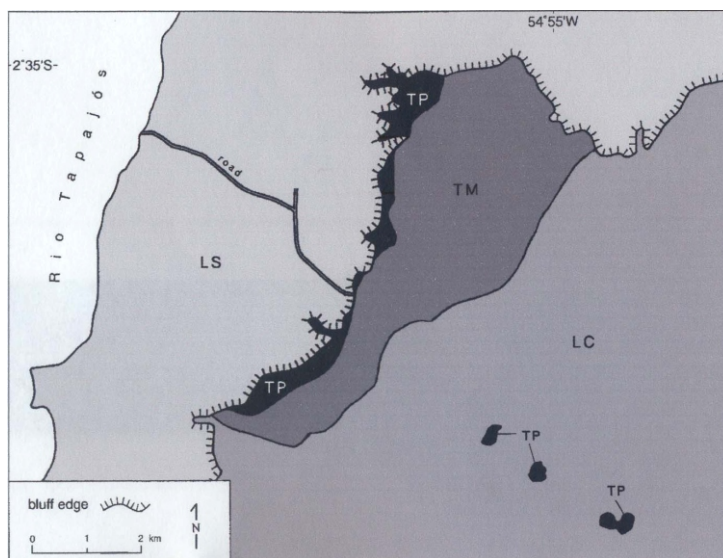 54°55'W
2°35'S
Rio Tapajós
TP
road
TM
LS
LC
TP
TP
TP
bluff edge
N
0 1 2 km